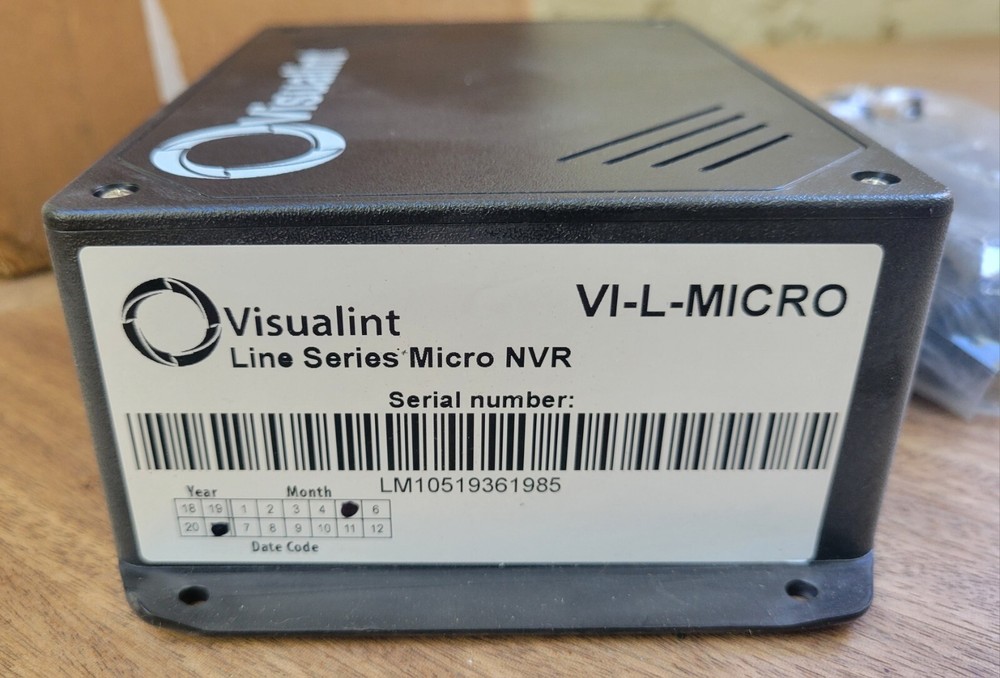 Visualint
Visualint
VI-L-MICRO
Line Series Micro NVR
Serial number:
LM10519361985
Year Month
18 19 1 2 3 4 6
20 7 8 9 10 11 12
Date Code